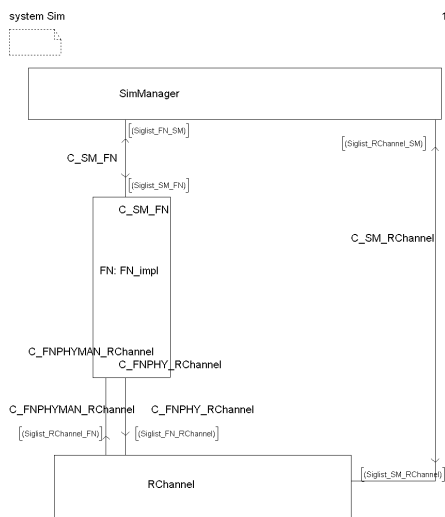 system Sim
1
SimManager
[(Siglist_FN_SM)]
[(Siglist_RChannel_SM)]
C_SM_FN
[(Siglist_SM_FN)]
C_SM_FN
C_SM_RChannel
FN: FN_impl
C_FNPHYMAN_RChannel
C_FNPHY_RChannel
C_FNPHYMAN_RChannel
C_FNPHY_RChannel
[(Siglist_RChannel_FN)]
[(Siglist_FN_RChannel)]
[(Siglist_SM_RChannel)]
RChannel